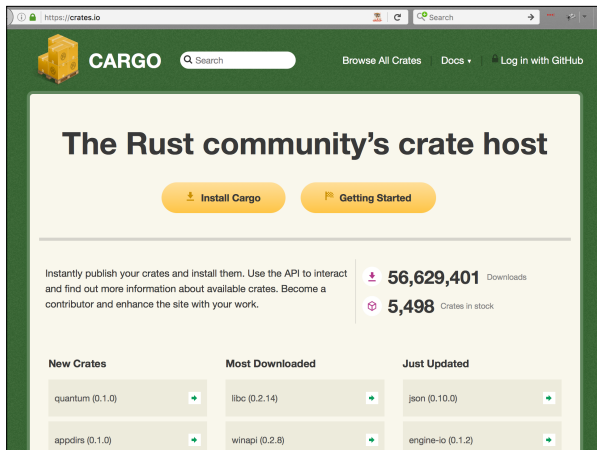 https://crates.io
Search
CARGO
Search
Browse All Crates
Docs ▾
Log in with GitHub
The Rust community’s crate host
Install Cargo
Getting Started
Instantly publish your crates and install them. Use the API to interact
and find out more information about available crates. Become a
contributor and enhance the site with your work.
56,629,401 Downloads
5,498 Crates in stock
New Crates
Most Downloaded
Just Updated
quantum (0.1.0)
libc (0.2.14)
json (0.10.0)
appdirs (0.1.0)
winapi (0.2.8)
engine-io (0.1.2)